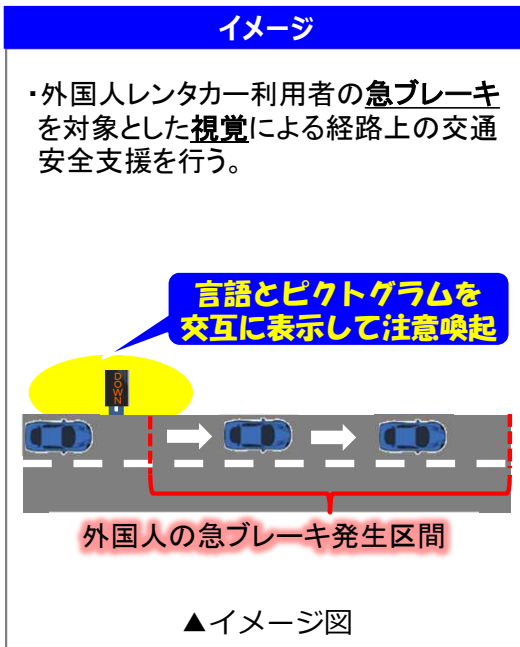 イメージ
・外国人レンタカー利用者の急ブレーキ
を対象とした視覚による経路上の交通
安全支援を行う。
言語とピクトグラムを
交互に表示して注意喚起
DOWN
外国人の急ブレーキ発生区間
▲イメージ図